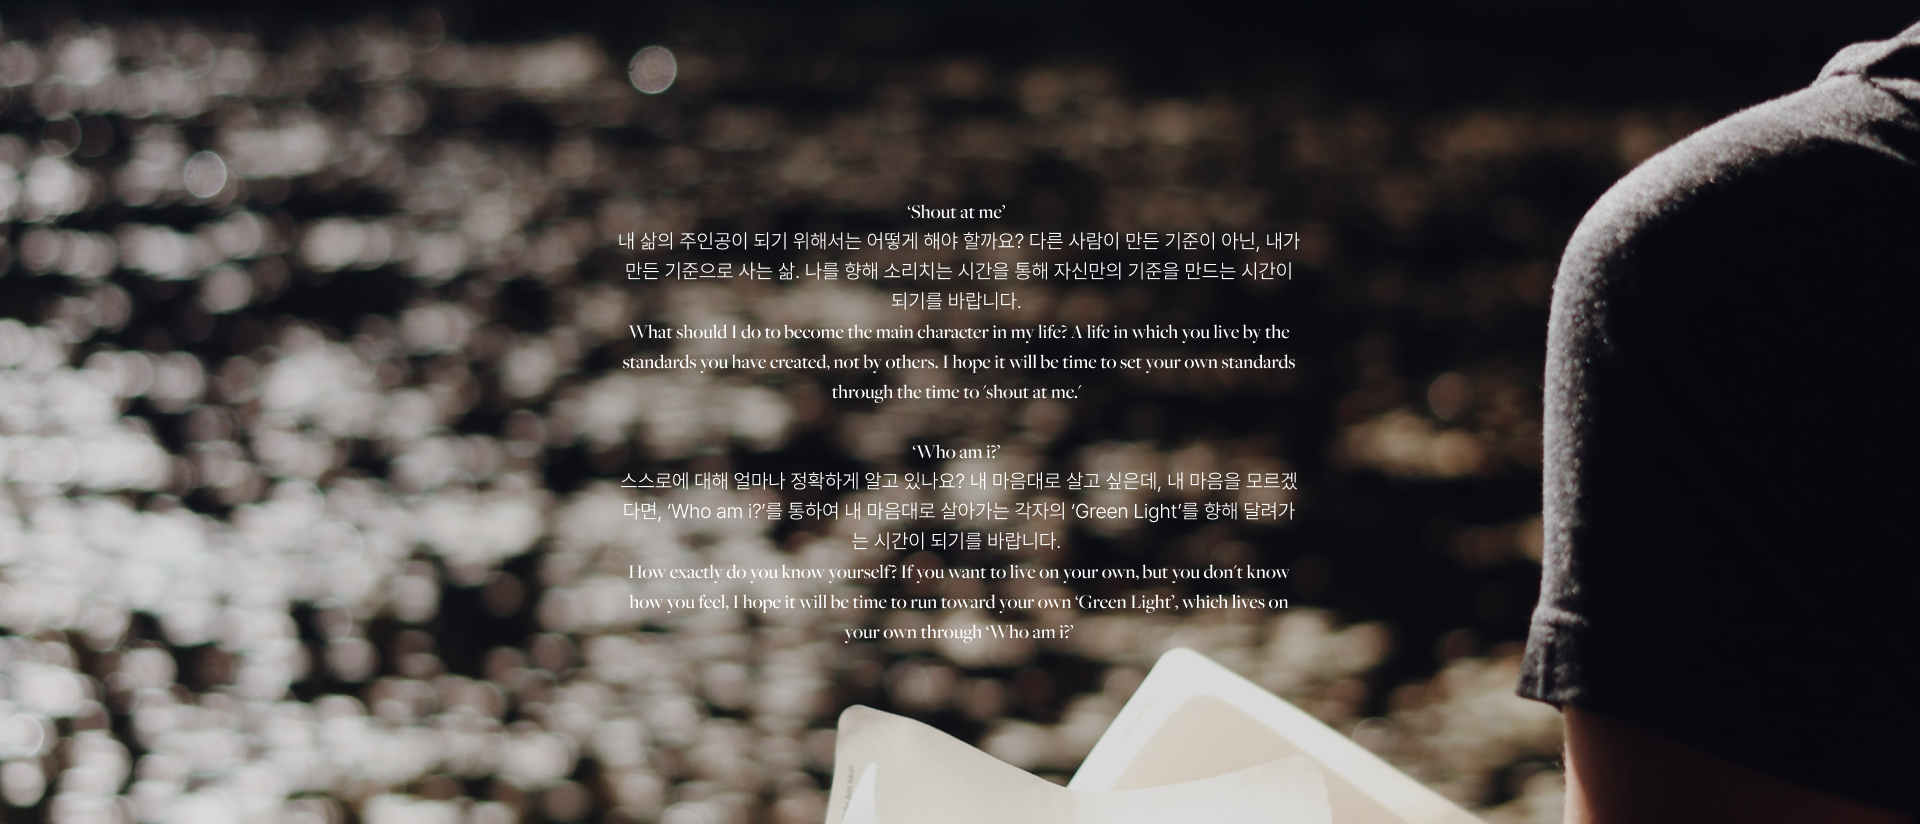 ‘Shout at me’
내 삶의 주인공이 되기 위해서는 어떻게 해야 할까요? 다른 사람이 만든 기준이 아닌, 내가
만든 기준으로 사는 삶. 나를 향해 소리치는 시간을 통해 자신만의 기준을 만드는 시간이
되기를 바랍니다.
What should I do to become the main character in my life? A life in which you live by the
standards you have created, not by others. I hope it will be time to set your own standards
through the time to 'shout at me.'
‘Who am i?’
스스로에 대해 얼마나 정확하게 알고 있나요? 내 마음대로 살고 싶은데, 내 마음을 모르겠
다면, ‘Who am i?’를 통하여 내 마음대로 살아가는 각자의 ‘Green Light’를 향해 달려가
는 시간이 되기를 바랍니다.
How exactly do you know yourself? If you want to live on your own, but you don't know
how you feel, I hope it will be time to run toward your own ‘Green Light’, which lives on
your own through ‘Who am i?’